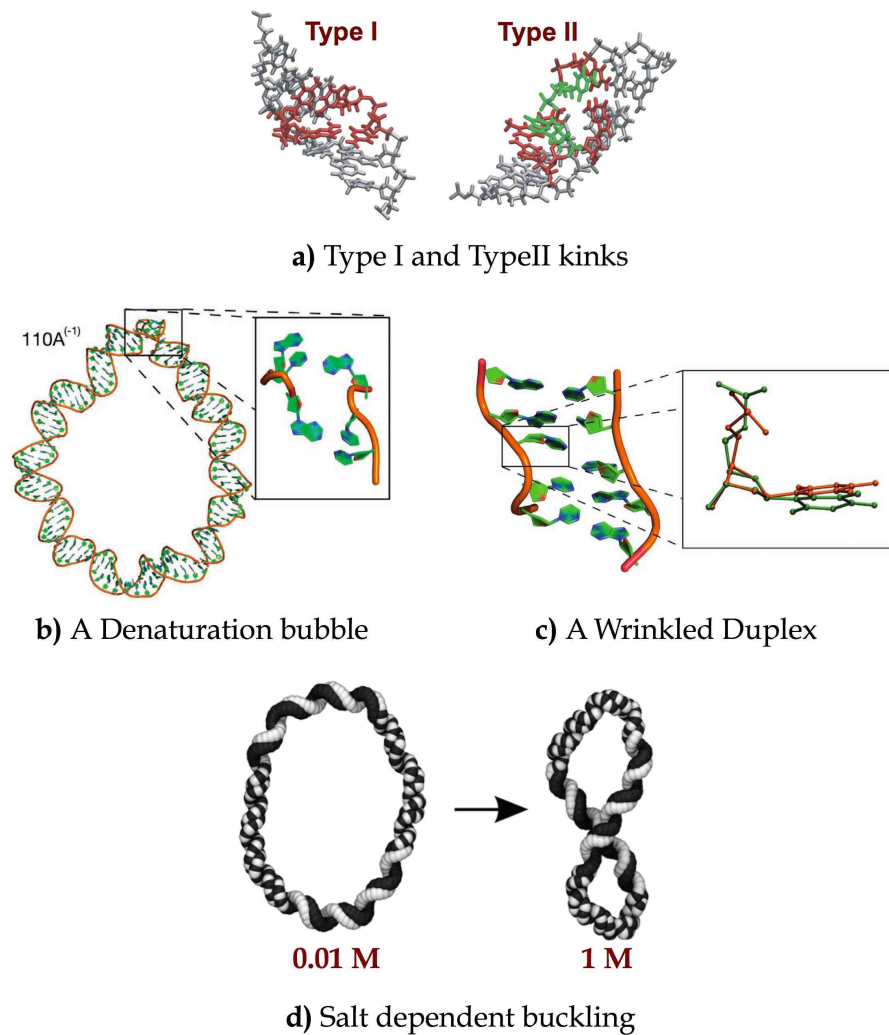 Type I Type II
a) Type I and TypeII kinks
110A(-1)
b) A Denaturation bubble
c) A Wrinkled Duplex
0.01 M 1 M
d) Salt dependent buckling